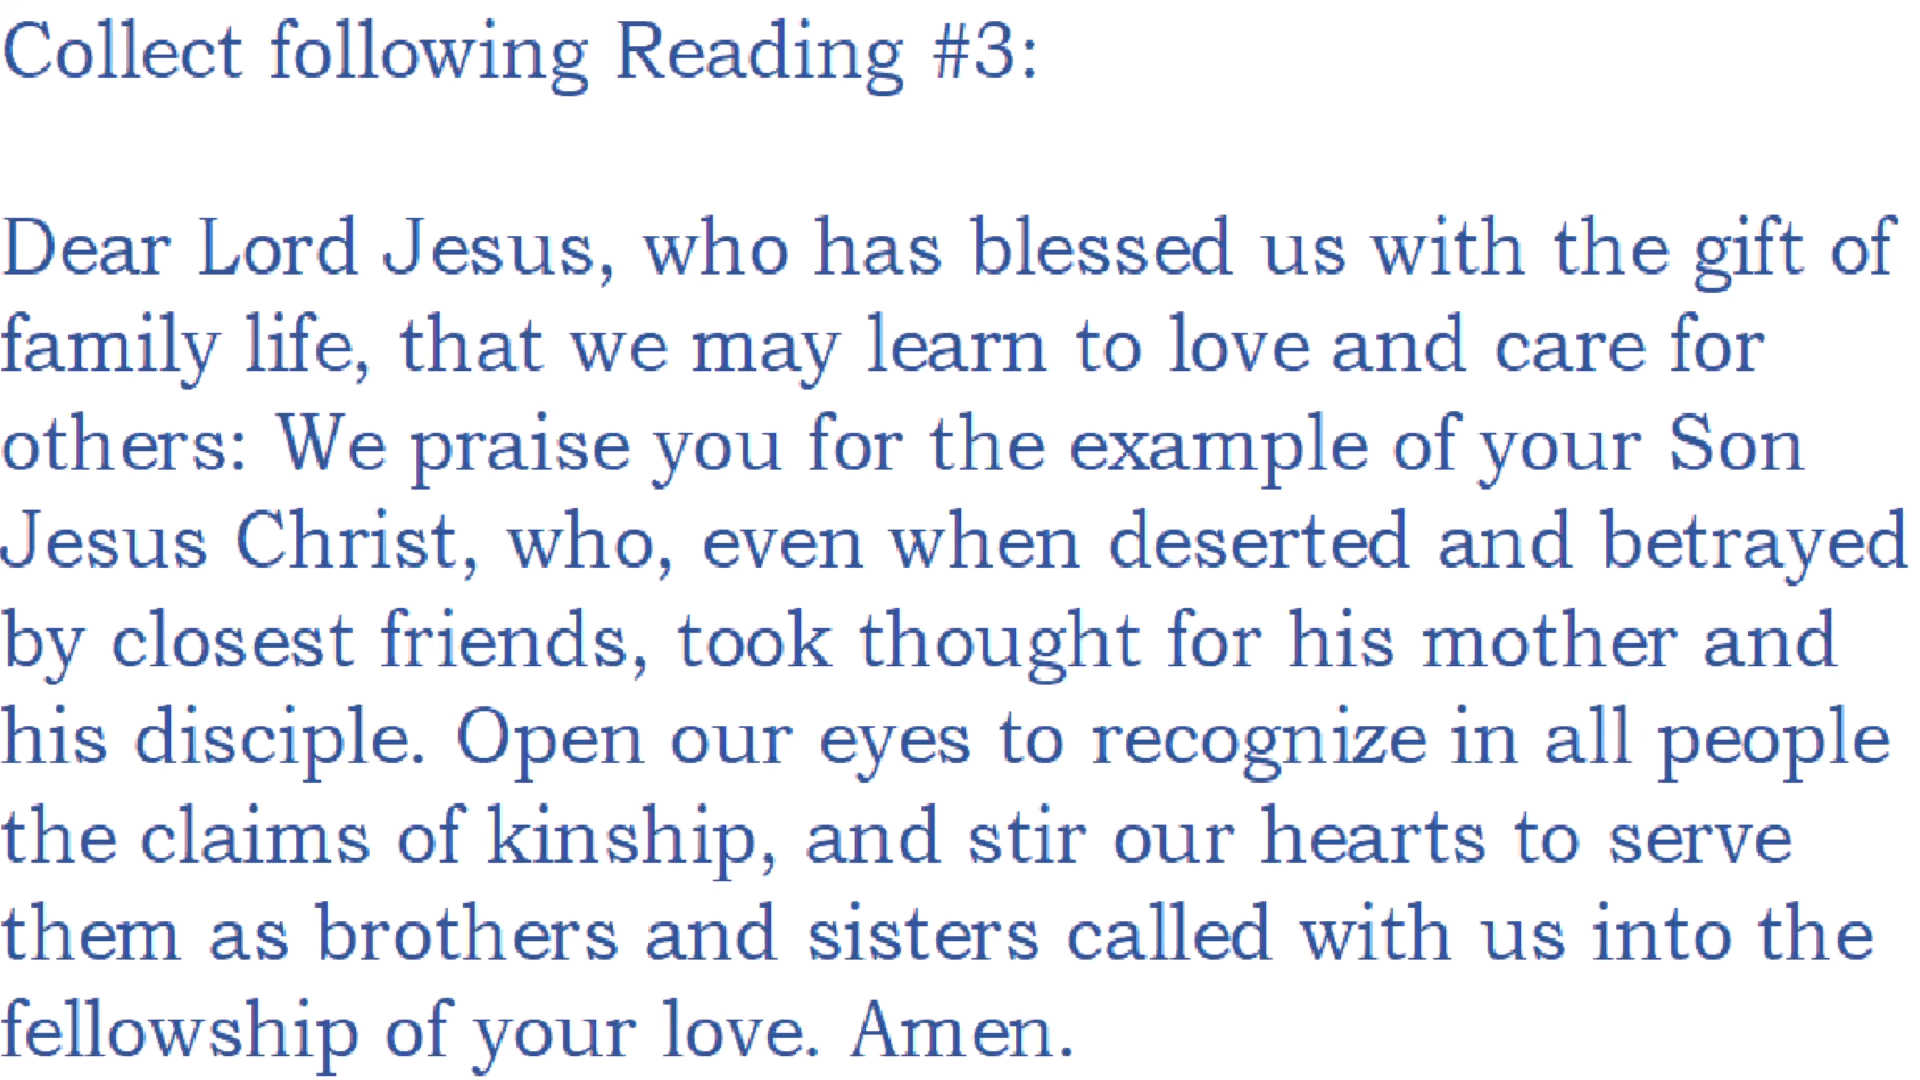 Collect following Reading #3:
Dear Lord Jesus, who has blessed us with the gift of
family life, that we may learn to love and care for
others: We praise you for the example of your Son
Jesus Christ, who, even when deserted and betrayed
by closest friends, took thought for his mother and
his disciple. Open our eyes to recognize in all people
the claims of kinship, and stir our hearts to serve
them as brothers and sisters called with us into the
fellowship of your love. Amen.